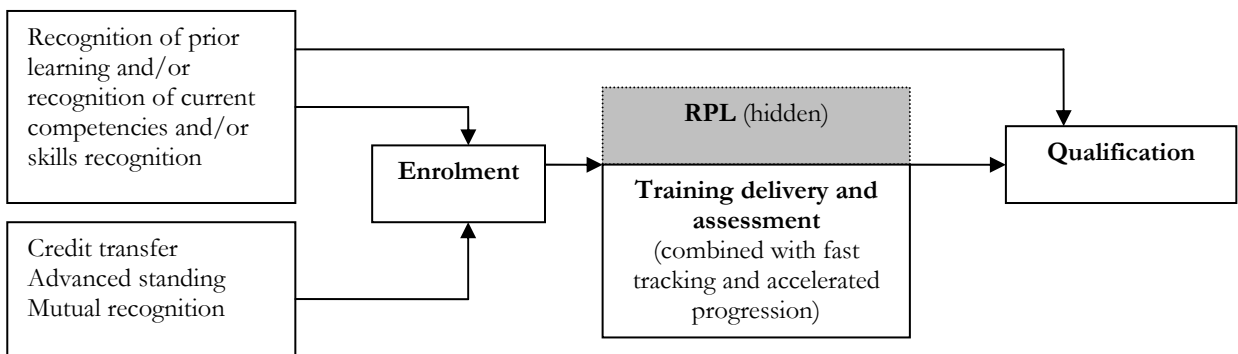 Recognition of prior
learning and/or
recognition of current
competencies and/or
skills recognition
RPL (hidden)
Enrolment
Qualification
Training delivery and
assessment
(combined with fast
tracking and accelerated
progression)
Credit transfer
Advanced standing
Mutual recognition